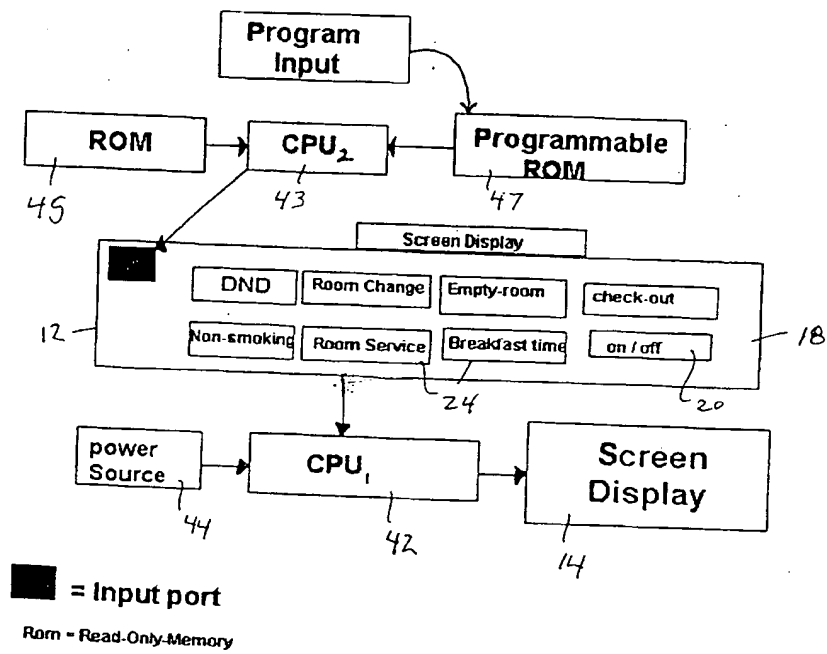 Program
Input
ROM
CPU2
Programmable
ROM
45
43
47
Screen Display
DND
Room Change
Empty-room
check-out
12
Non-smoking
Room Service
Breakfast time
on / off
18
24
20
power
Source
CPU1
Screen
Display
44
42
14
= Input port
Rom = Read-Only-Memory